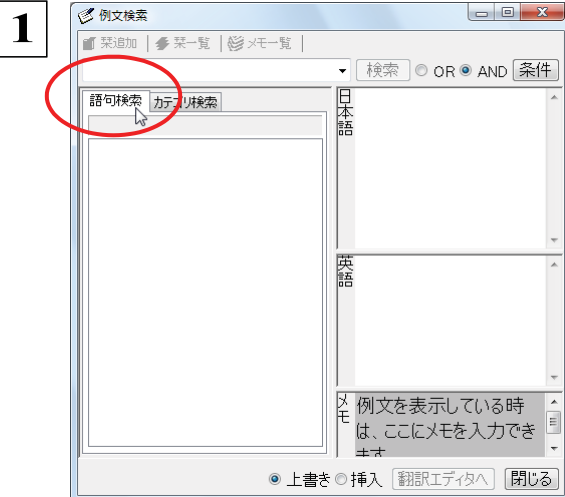 1
例文検索
栞追加 栞一覧 メモ一覧
検索 OR AND 条件
語句検索 カテゴリ検索
日本語
英語
メモ
例文を表示している時
は、ここにメモを入力でき
ます
上書き 挿入 翻訳エディタへ 閉じる